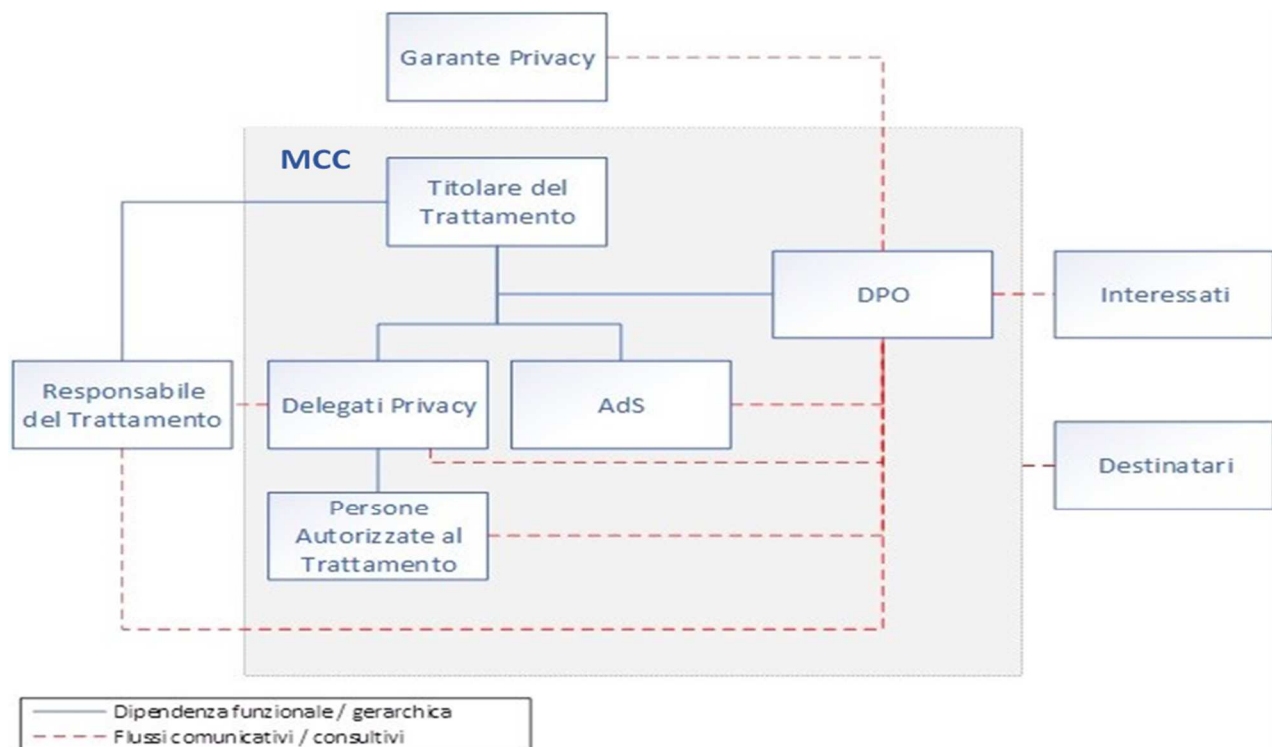 Garante Privacy
MCC
Titolare del
Trattamento
DPO
Interessati
Responsabile
del Trattamento
Delegati Privacy
AdS
Destinatari
Persone
Autorizzate al
Trattamento
Dipendenza funzionale / gerarchica
Flussi comunicativi / consultivi